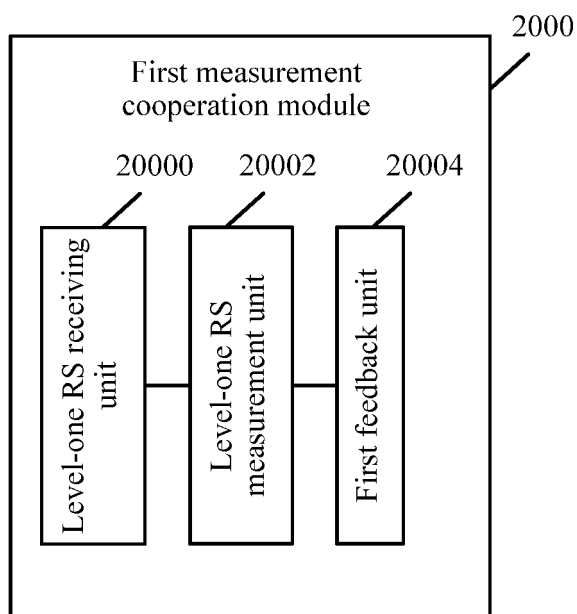 2000
First measurement
cooperation module
20000
20002
20004
Level-one RS receiving
unit
Level-one RS
measurement unit
First feedback unit